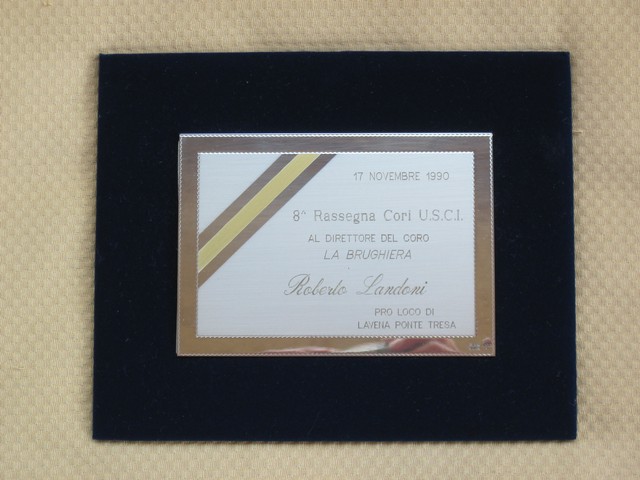 17 NOVEMBRE 1990
8^ Rassegna Cori U.S.C.I.
AL DIRETTORE DEL CORO
LA BRUGHIERA
Roberto Landoni
PRO LOCO DI
LAVENA PONTE TRESA